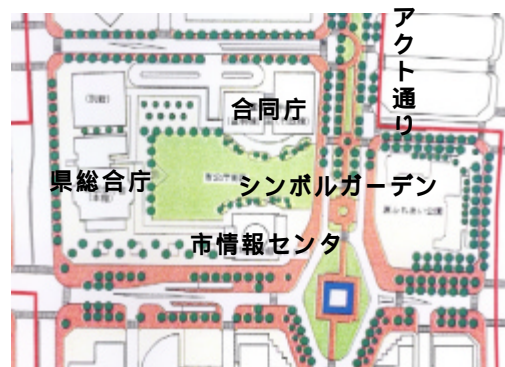 アクト通り
合同庁
県総合庁
シンボルガーデン
市情報センタ